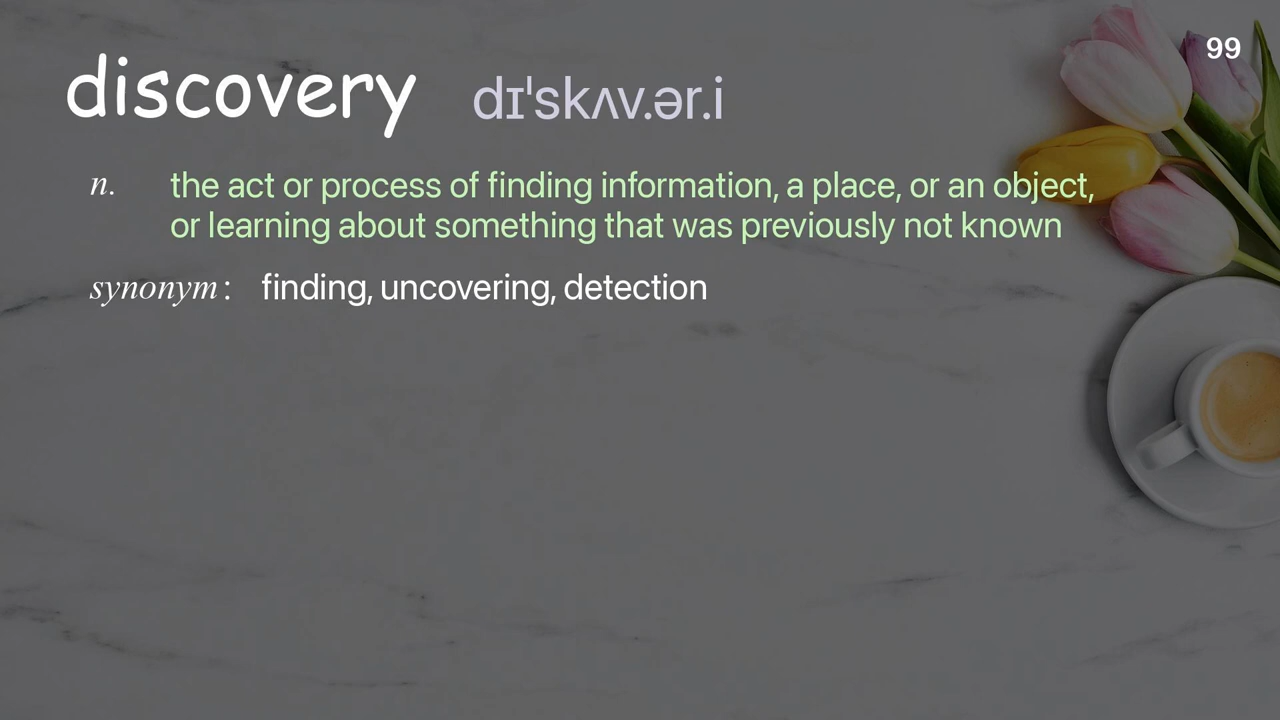 99
discovery dɪˈskʌv.ər.i
n. the act or process of finding information, a place, or an object,
or learning about something that was previously not known
synonym: finding, uncovering, detection